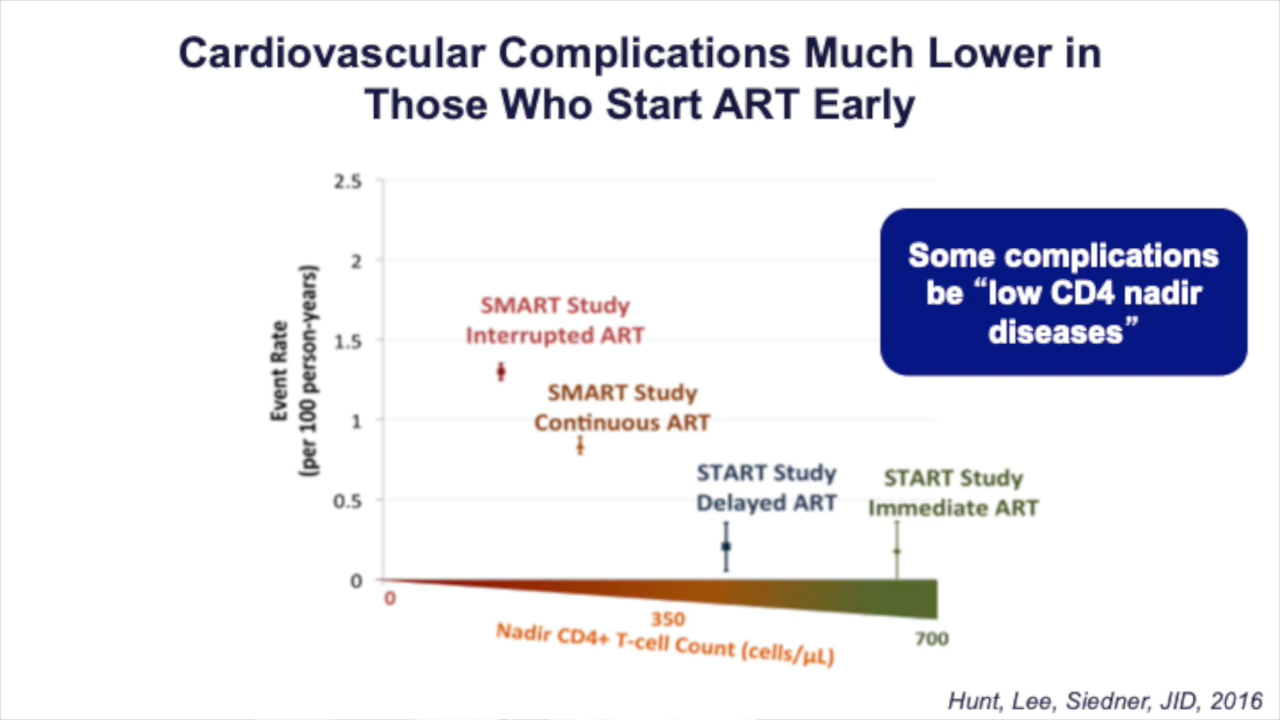 Cardiovascular Complications Much Lower in
Those Who Start ART Early
2.5
2
1.5
1
0.5
0
Event Rate
(per 100 person-years)
SMART Study
Interrupted ART
SMART Study
Continuous ART
START Study
Delayed ART
START Study
Immediate ART
Some complications
be “low CD4 nadir
diseases”
0
350
700
Nadir CD4+ T-cell Count (cells/µL)
Hunt, Lee, Siedner, JID, 2016